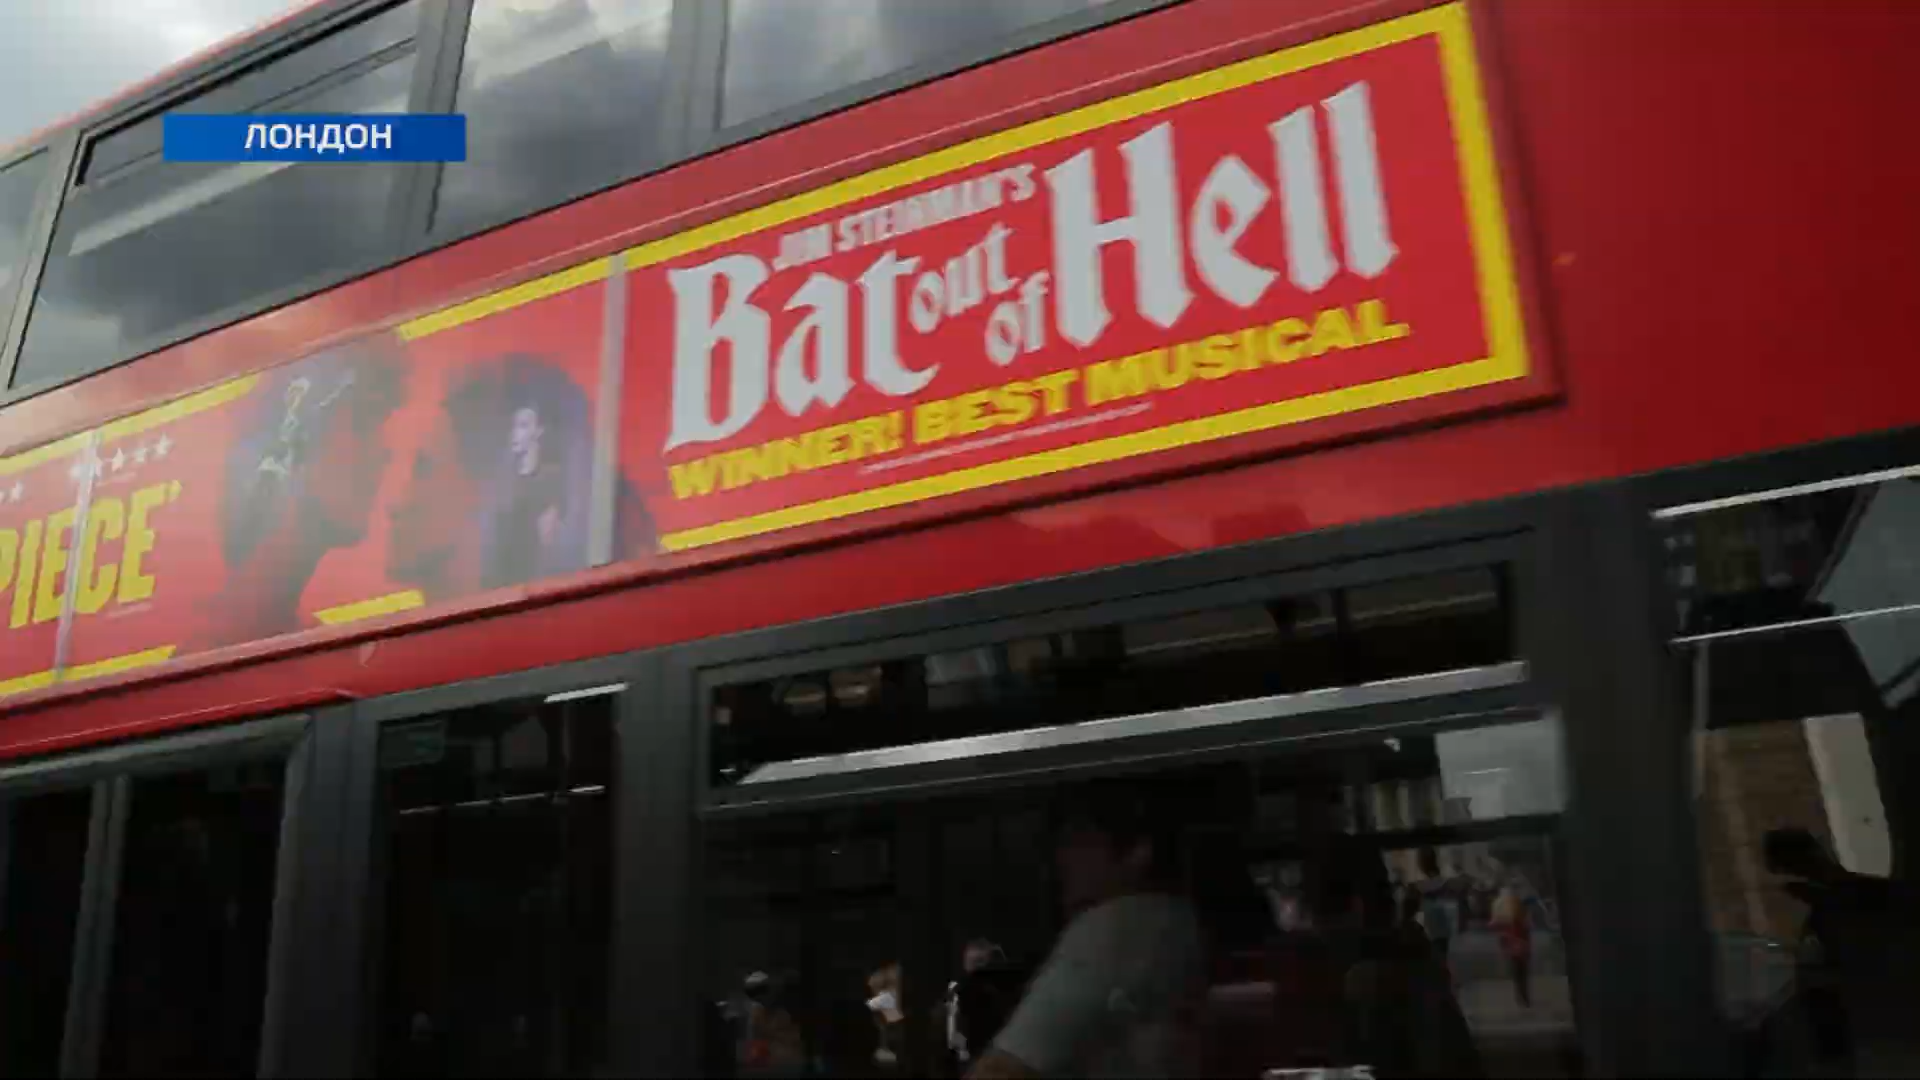 ЛОНДОН
JIM STEINMAN'S
Bat out of Hell
WINNER! BEST MUSICAL
PIECE'